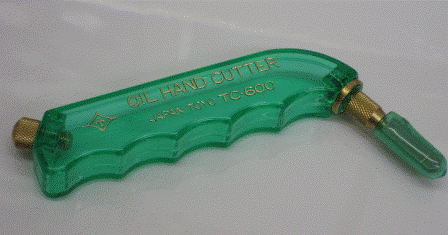 OIL HAND CUTTER
JAPAN TOYO TC-600